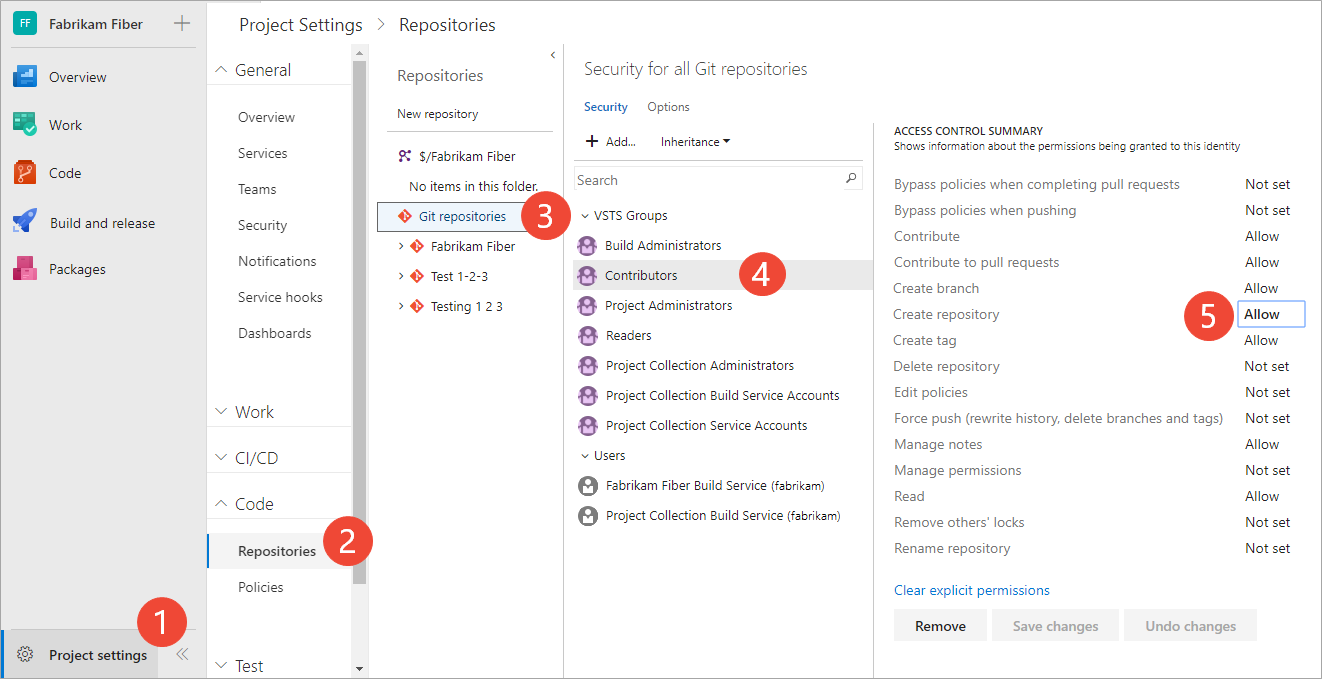 FF Fabrikam Fiber
Overview
Work
Code
Build and release
Packages
1
Project settings
Project Settings > Repositories
General
Overview
Services
Teams
Security
Notifications
Service hooks
Dashboards
Work
CI/CD
Code
Repositories 2
Policies
Test
Repositories
New repository
$/Fabrikam Fiber
No items in this folder.
Git repositories 3
Fabrikam Fiber
Test 1-2-3
Testing 1 2 3
Security for all Git repositories
Security Options
Add... Inheritance
Search
VSTS Groups
Build Administrators
Contributors 4
Project Administrators
Readers
Project Collection Administrators
Project Collection Build Service Accounts
Project Collection Service Accounts
Users
Fabrikam Fiber Build Service (fabrikam)
Project Collection Build Service (fabrikam)
ACCESS CONTROL SUMMARY
Shows information about the permissions being granted to this identity
Bypass policies when completing pull requests Not set
Bypass policies when pushing Not set
Contribute Allow
Contribute to pull requests Allow
Create branch Allow
Create repository 5 Allow
Create tag Allow
Delete repository Not set
Edit policies Not set
Force push (rewrite history, delete branches and tags) Not set
Manage notes Allow
Manage permissions Not set
Read Allow
Remove others' locks Not set
Rename repository Not set
Clear explicit permissions
Remove Save changes Undo changes